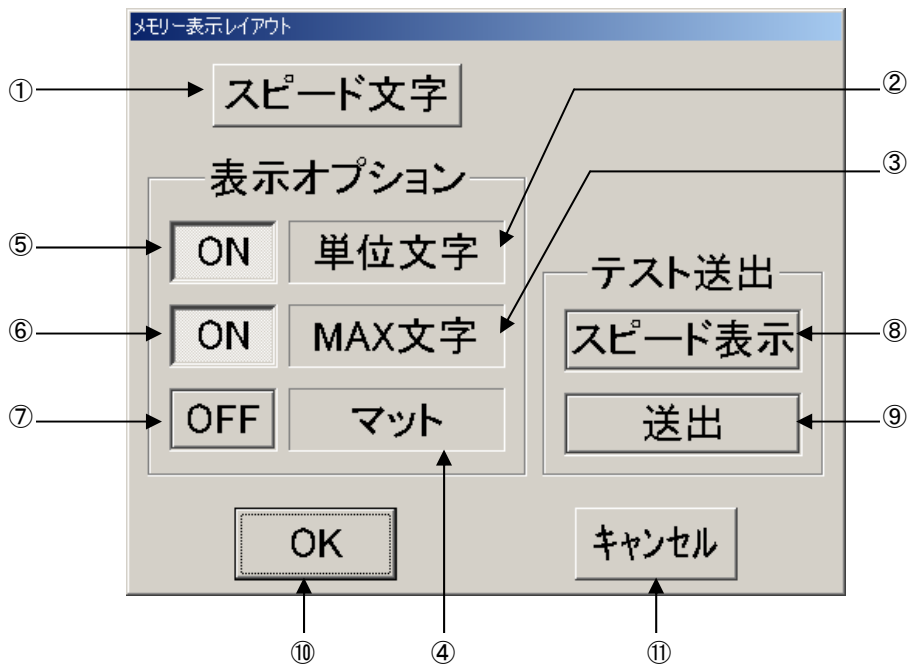 メモリー表示レイアウト
① スピード文字 ②
表示オプション ③
⑤ ON 単位文字
テスト送出
⑥ ON MAX文字 スピード表示 ⑧
⑦ OFF マット 送出 ⑨
OK キャンセル
⑩ ④ ⑪